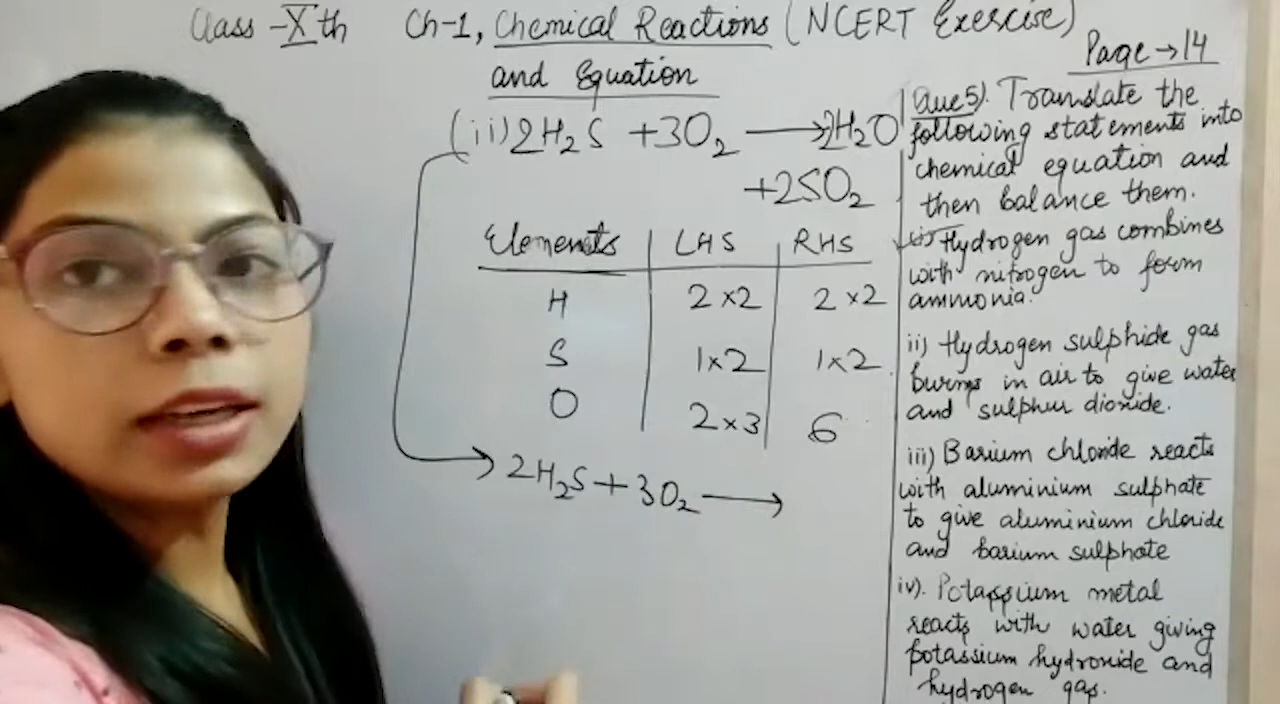 Class -Xth Ch-1, Chemical Reactions (NCERT Exercise)
and Equation
Page → 14
(ii) 2H₂S + 3O₂ ⟶ 2H₂O
+ 2SO₂
Elements LHS RHS
H 2×2 2×2
S 1×2 1×2
O 2×3 6
2H₂S + 3O₂ ⟶
Que 5). Translate the
following statements into
chemical equation and
then balance them.
(i) Hydrogen gas combines
with nitrogen to form
ammonia.
ii) Hydrogen sulphide gas
burns in air to give water
and sulphur dioxide.
iii) Barium chloride reacts
with aluminium sulphate
to give aluminium chloride
and barium sulphate
iv). Potassium metal
reacts with water giving
potassium hydroxide and
hydrogen gas.